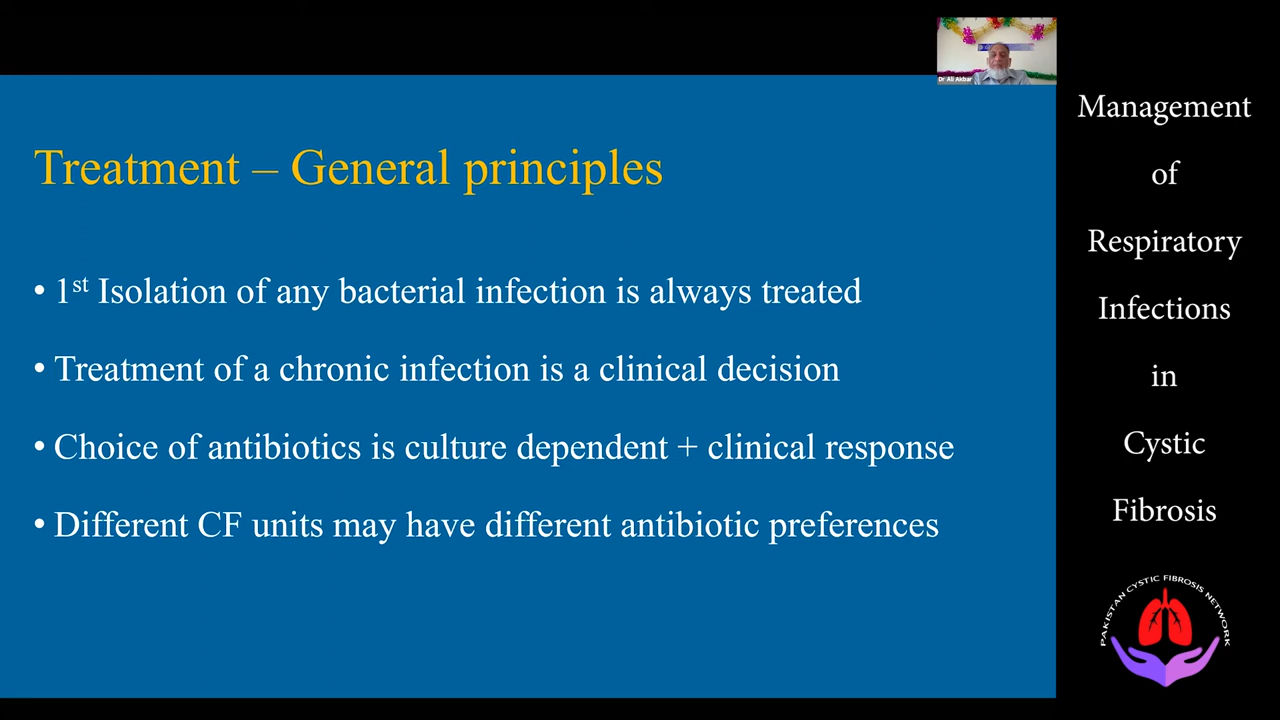 Dr Ali Akbar
Treatment – General principles
• 1st Isolation of any bacterial infection is always treated
• Treatment of a chronic infection is a clinical decision
• Choice of antibiotics is culture dependent + clinical response
• Different CF units may have different antibiotic preferences
Management
of
Respiratory
Infections
in
Cystic
Fibrosis
PAKISTAN CYSTIC FIBROSIS NETWORK